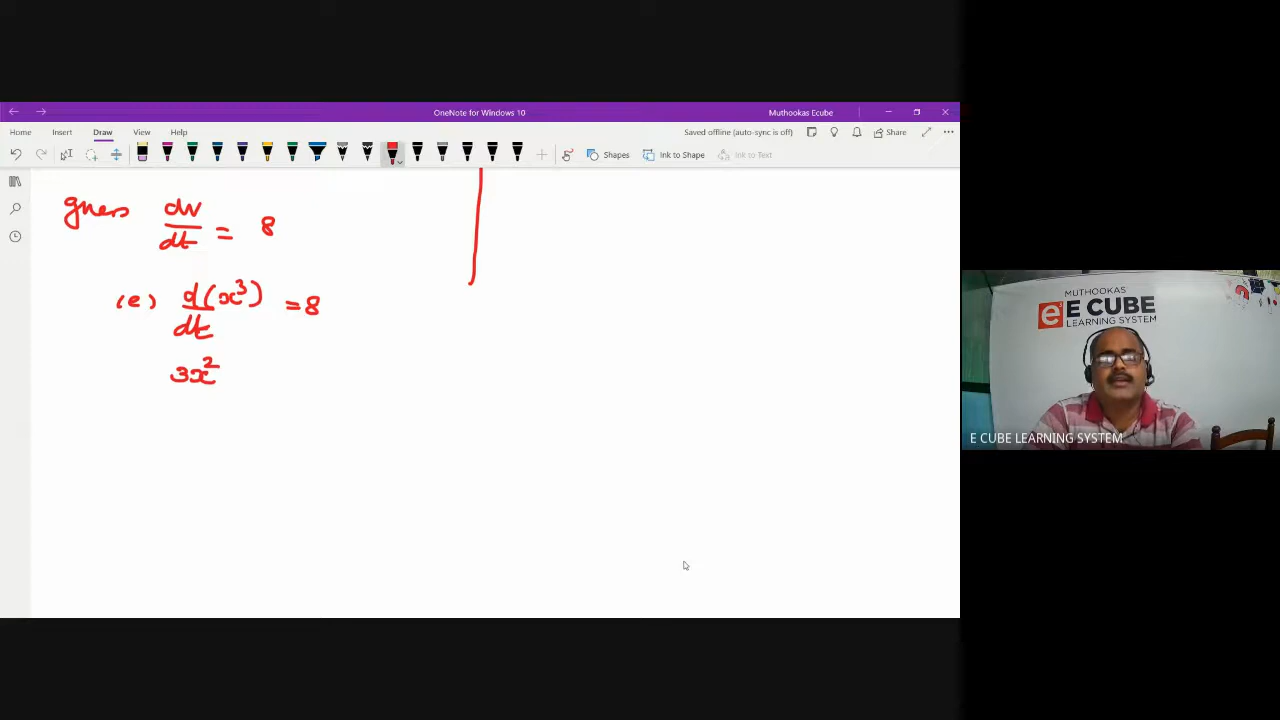 OneNote for Windows 10
Muthookas Ecube
Home Insert Draw View Help
Saved offline (auto-sync is off)
Share
Shapes
Ink to Shape
Ink to Text
dv/dt = 8
(e) d(x³)/dt = 8
3x²
MUTHOOKAS
e³ E CUBE
LEARNING SYSTEM
E CUBE LEARNING SYSTEM